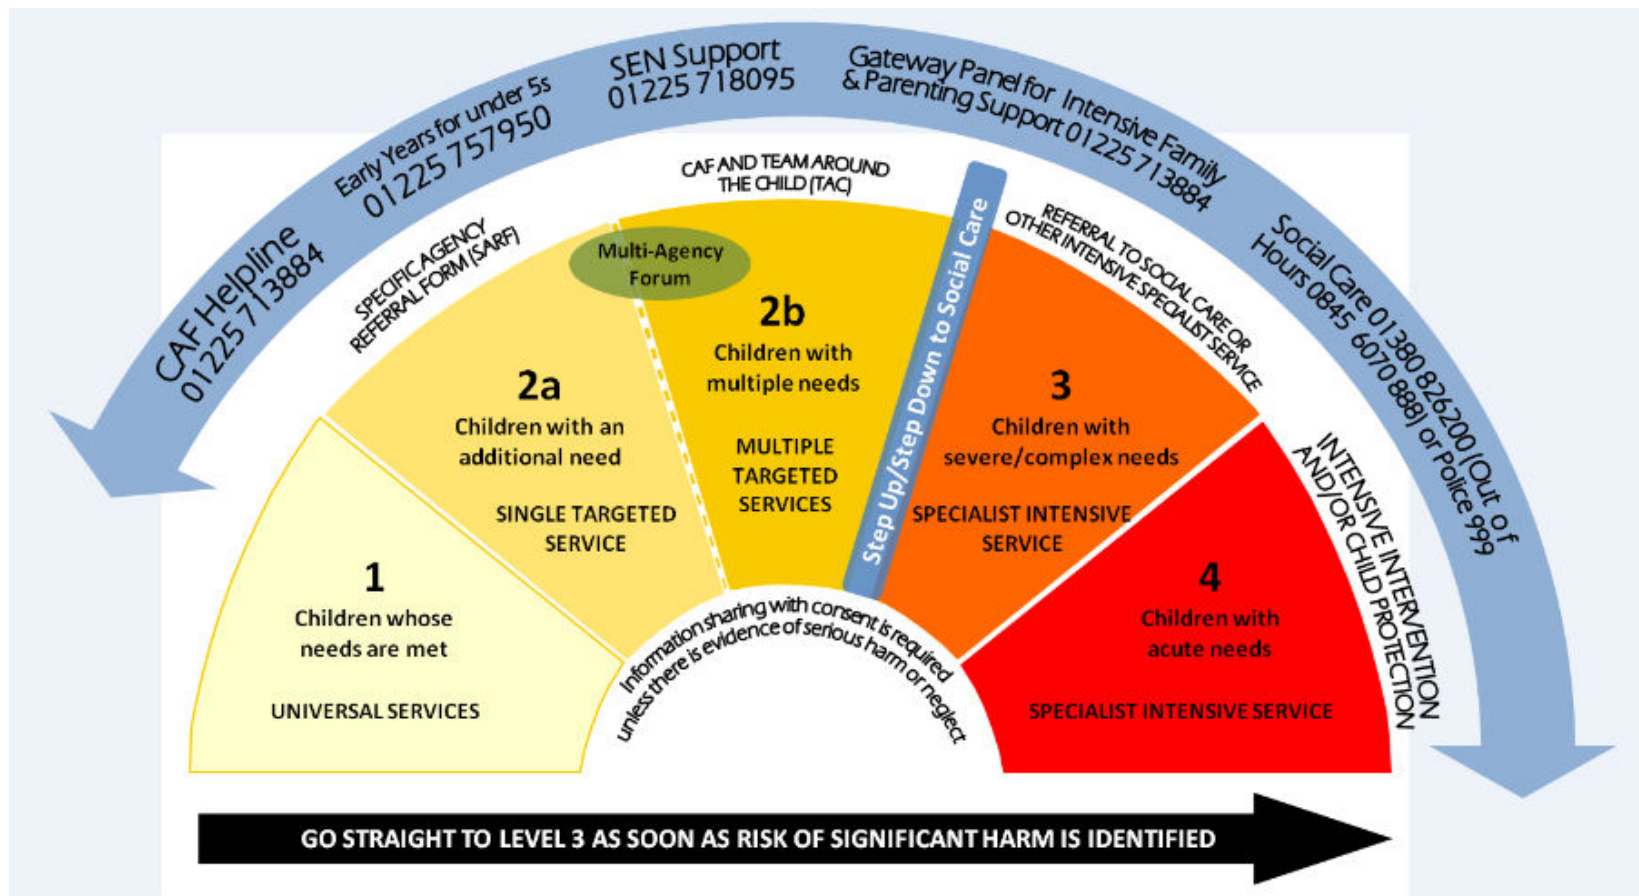 CAF Helpline
01225 713884
Early Years for under 5s
01225 757950
SEN Support
01225 718095
Gateway Panel for Intensive Family
& Parenting Support 01225 713884
Social Care 01380 826200 (Out of
Hours 0845 6070 888) or Police 999
SPECIFIC AGENCY
REFERRAL FORM (SARF)
CAF AND TEAM AROUND
THE CHILD (TAC)
REFERRAL TO SOCIAL CARE OR
OTHER INTENSIVE SPECIALIST SERVICE
INTENSIVE INTERVENTION
AND/OR CHILD PROTECTION
1
Children whose
needs are met
UNIVERSAL SERVICES
2a
Children with an
additional need
SINGLE TARGETED
SERVICE
Multi-Agency
Forum
2b
Children with
multiple needs
MULTIPLE
TARGETED
SERVICES
Step Up/Step Down to Social Care
3
Children with
severe/complex needs
SPECIALIST INTENSIVE
SERVICE
4
Children with
acute needs
SPECIALIST INTENSIVE SERVICE
Information sharing with consent is required
unless there is evidence of serious harm or neglect
GO STRAIGHT TO LEVEL 3 AS SOON AS RISK OF SIGNIFICANT HARM IS IDENTIFIED